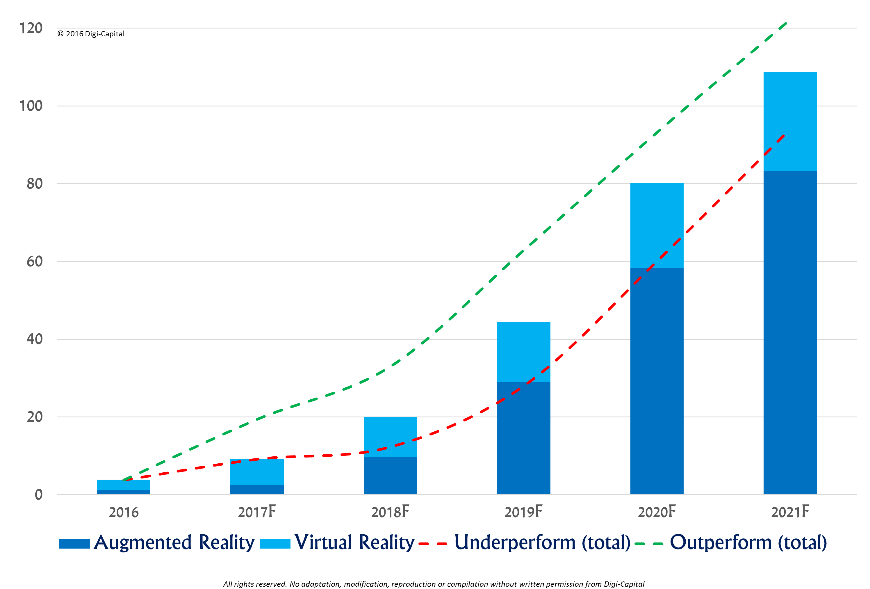 120
© 2016 Digi-Capital
100
80
60
40
20
0
2016 2017F 2018F 2019F 2020F 2021F
Augmented Reality Virtual Reality Underperform (total) Outperform (total)
All rights reserved. No adaptation, modification, reproduction or compilation without written permission from Digi-Capital